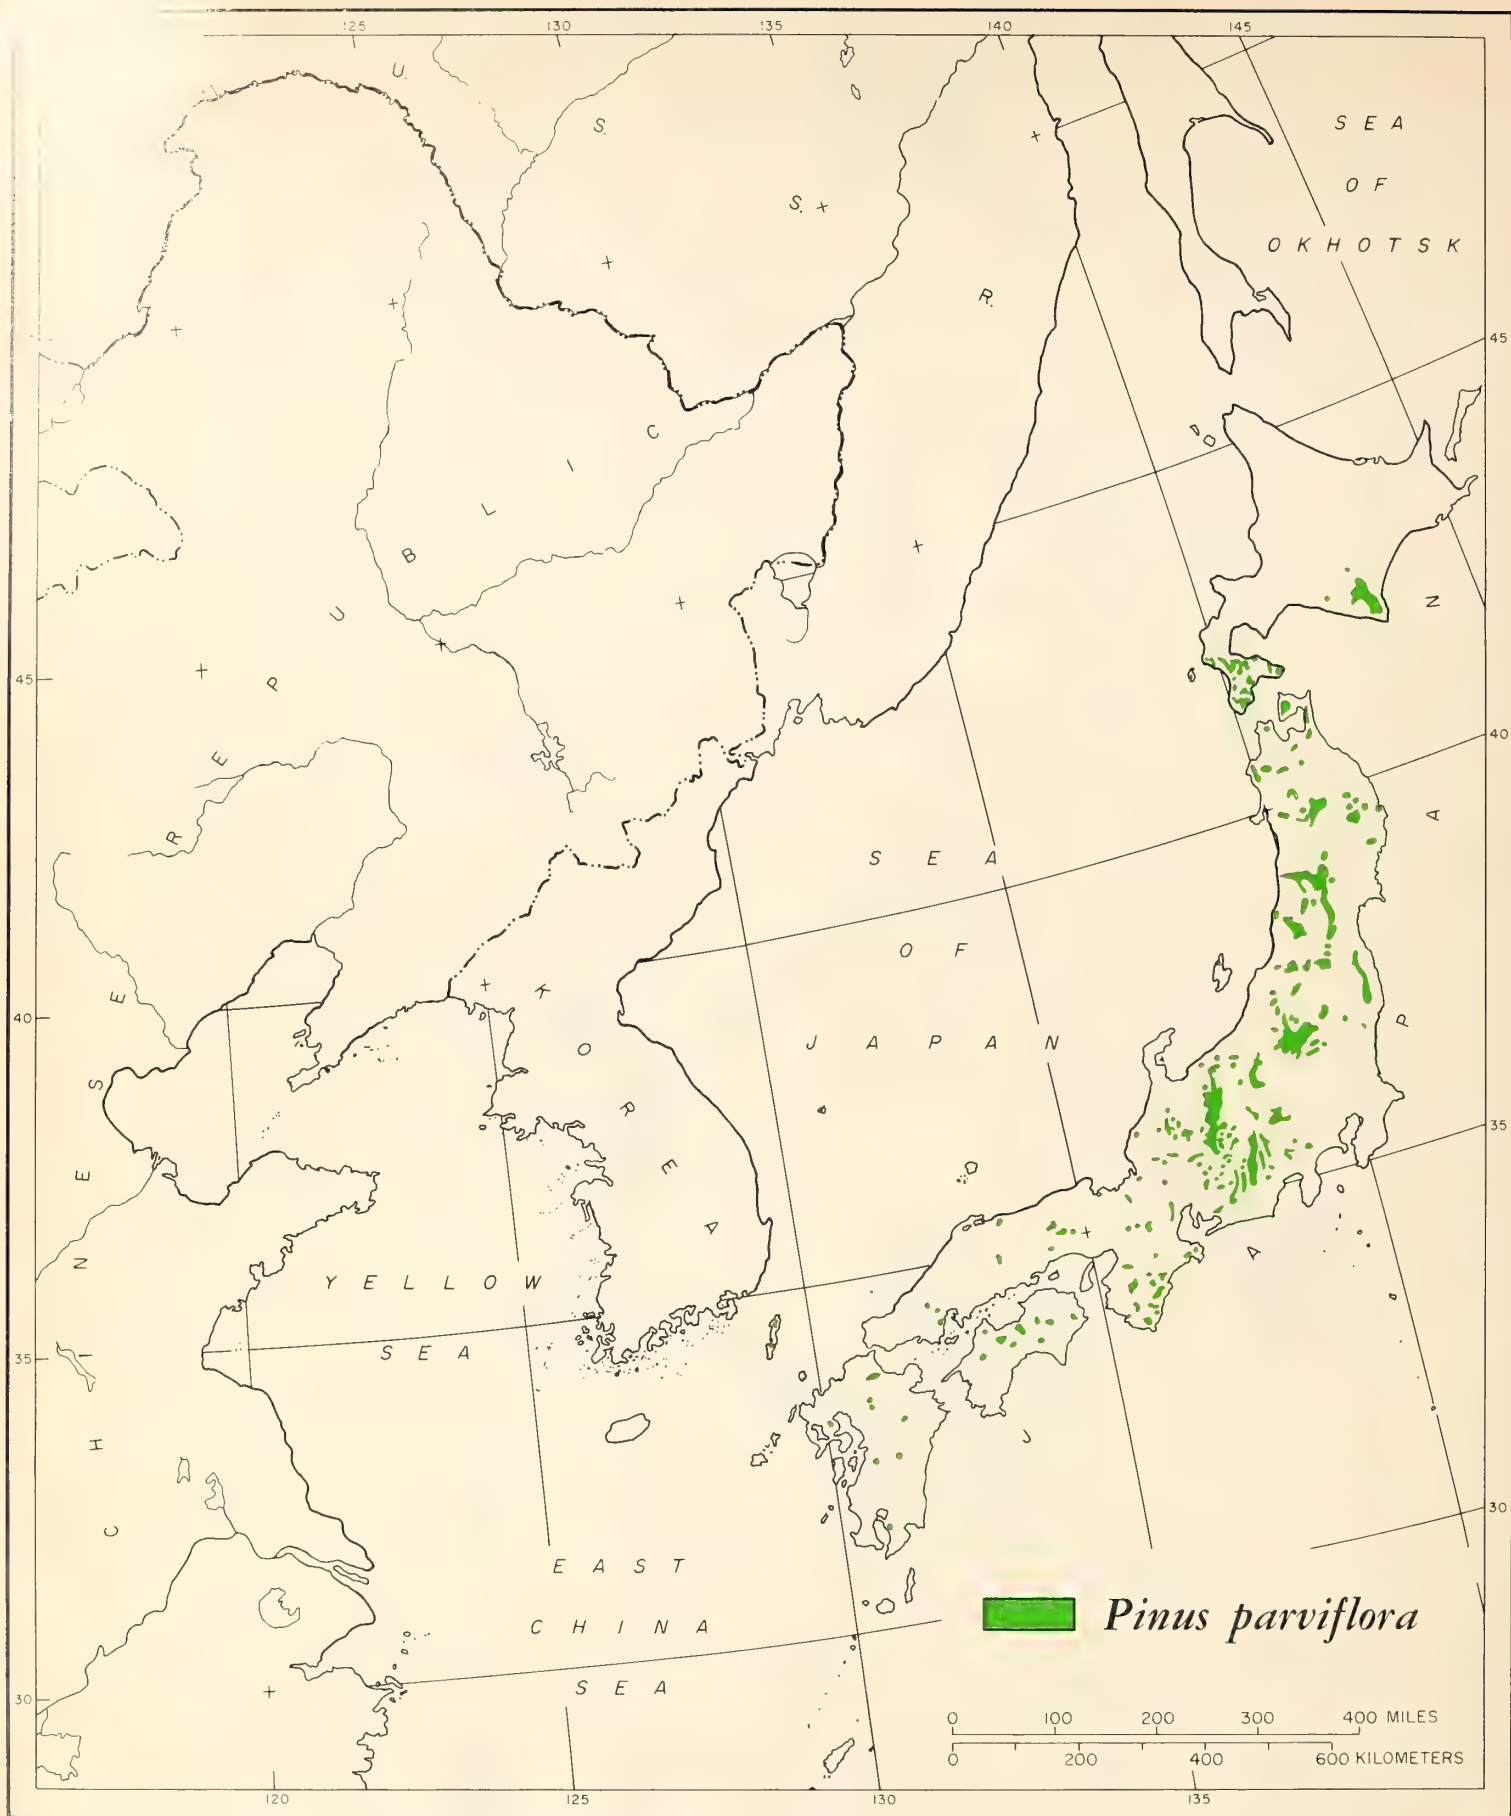 125 130 135 140 145
U. S. S. R.
SEA
OF
OKHOTSK
45
45
40
40
35
35
30
30
CHINESE REPUBLIC
KOREA
JAPAN
SEA
OF
JAPAN
YELLOW
SEA
EAST
CHINA
SEA
Pinus parviflora
0 100 200 300 400 MILES
0 200 400 600 KILOMETERS
120 125 130 135